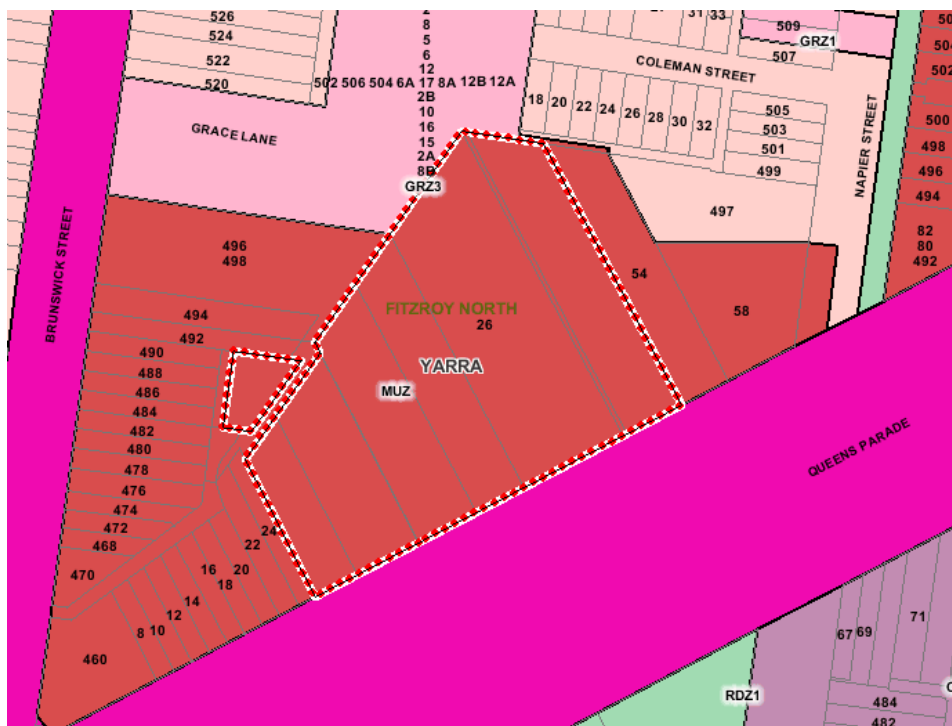 526
524
522
520
502 506 504 6A 17 8A 12B 12A
8
5
6
12
2B
10
16
15
2A
8B
GRZ3
GRACE LANE
31 33
509
GRZ1
507
COLEMAN STREET
18 20 22 24 26 28 30 32
505
503
501
499
497
NAPIER STREET
502
500
498
496
494
82
80
492
BRUNSWICK STREET
496
498
494
492
490
488
486
484
482
480
478
476
474
472
468
470
460
8 10 12 14 16 18 20 22 24
FITZROY NORTH
26
YARRA
MUZ
54
58
QUEENS PARADE
67 69 71
RDZ1
484
482